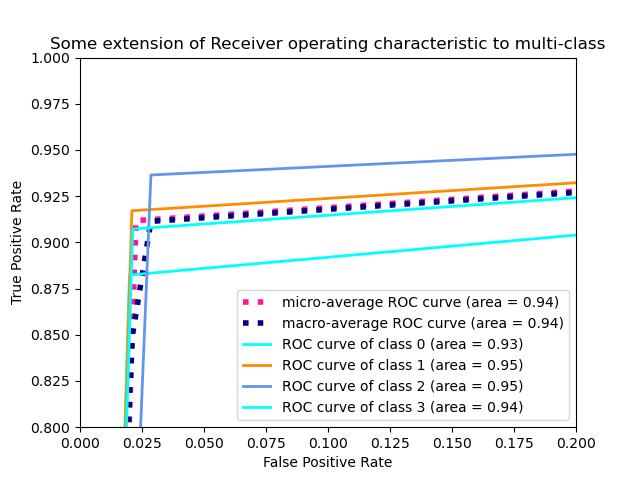 Some extension of Receiver operating characteristic to multi-class
1.000
0.975
0.950
0.925
0.900
0.875
0.850
0.825
0.800
True Positive Rate
micro-average ROC curve (area = 0.94)
macro-average ROC curve (area = 0.94)
ROC curve of class 0 (area = 0.93)
ROC curve of class 1 (area = 0.95)
ROC curve of class 2 (area = 0.95)
ROC curve of class 3 (area = 0.94)
0.000 0.025 0.050 0.075 0.100 0.125 0.150 0.175 0.200
False Positive Rate